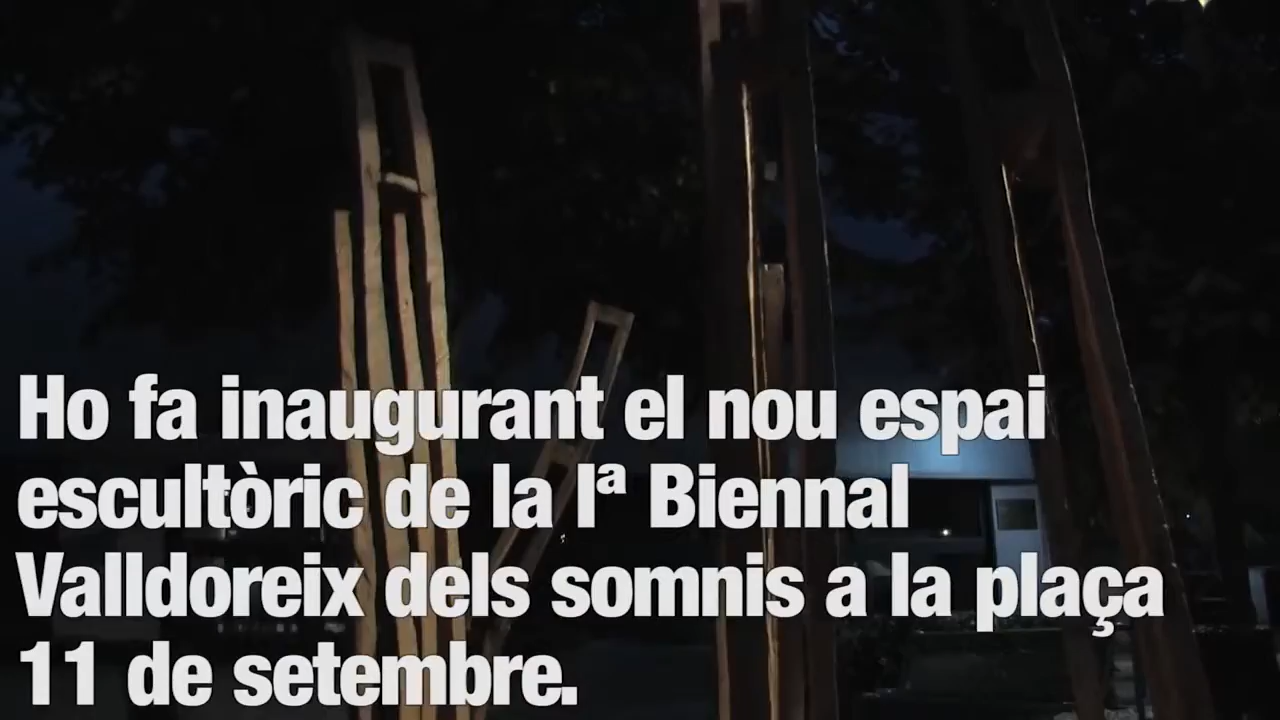 Ho fa inaugurant el nou espai
escultòric de la Iª Biennal
Valldoreix dels somnis a la plaça
11 de setembre.